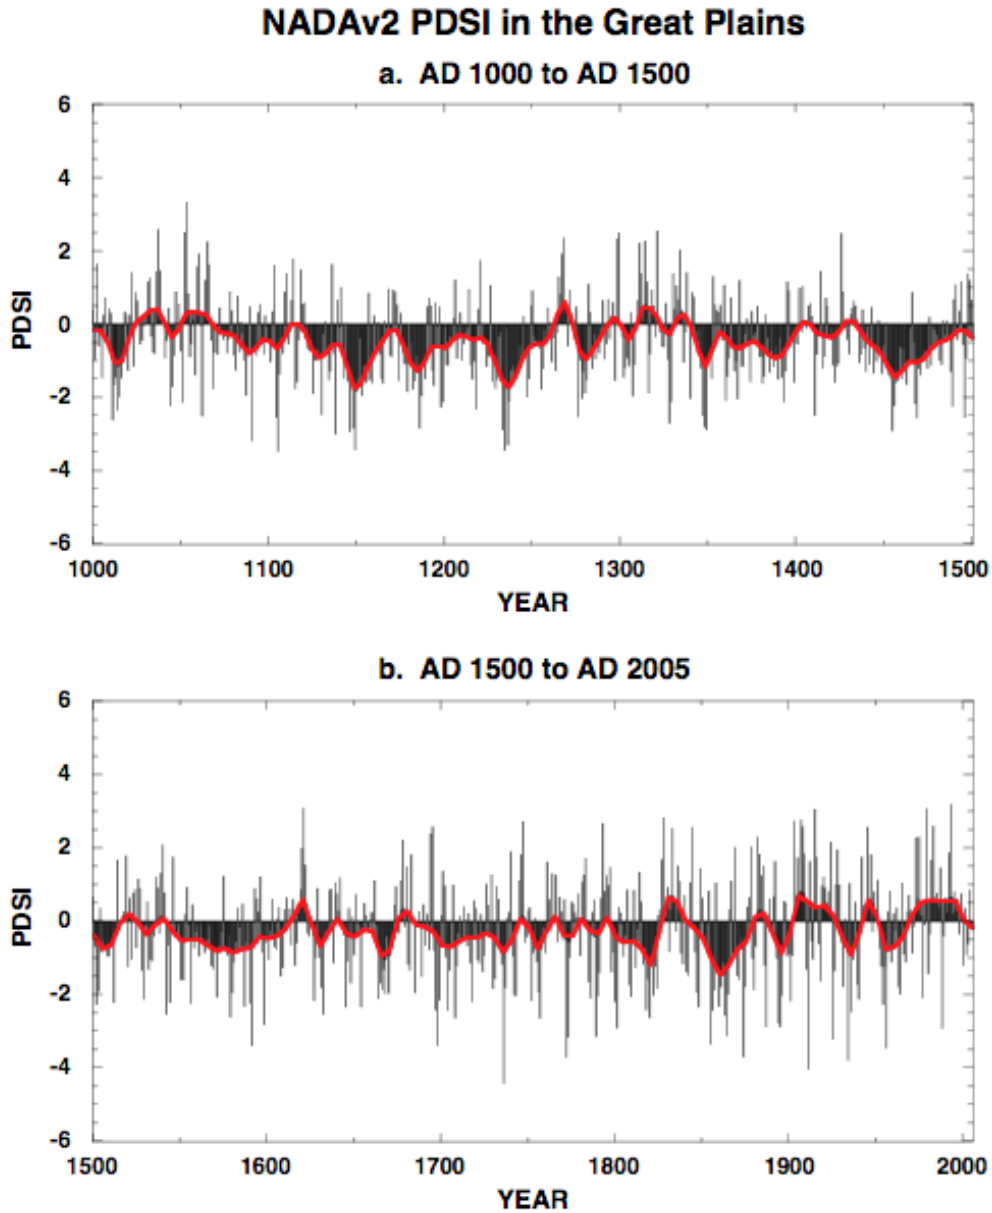 NADAv2 PDSI in the Great Plains
a. AD 1000 to AD 1500
6
4
2
0
-2
-4
-6
PDSI
1000 1100 1200 1300 1400 1500
YEAR
b. AD 1500 to AD 2005
6
4
2
0
-2
-4
-6
PDSI
1500 1600 1700 1800 1900 2000
YEAR